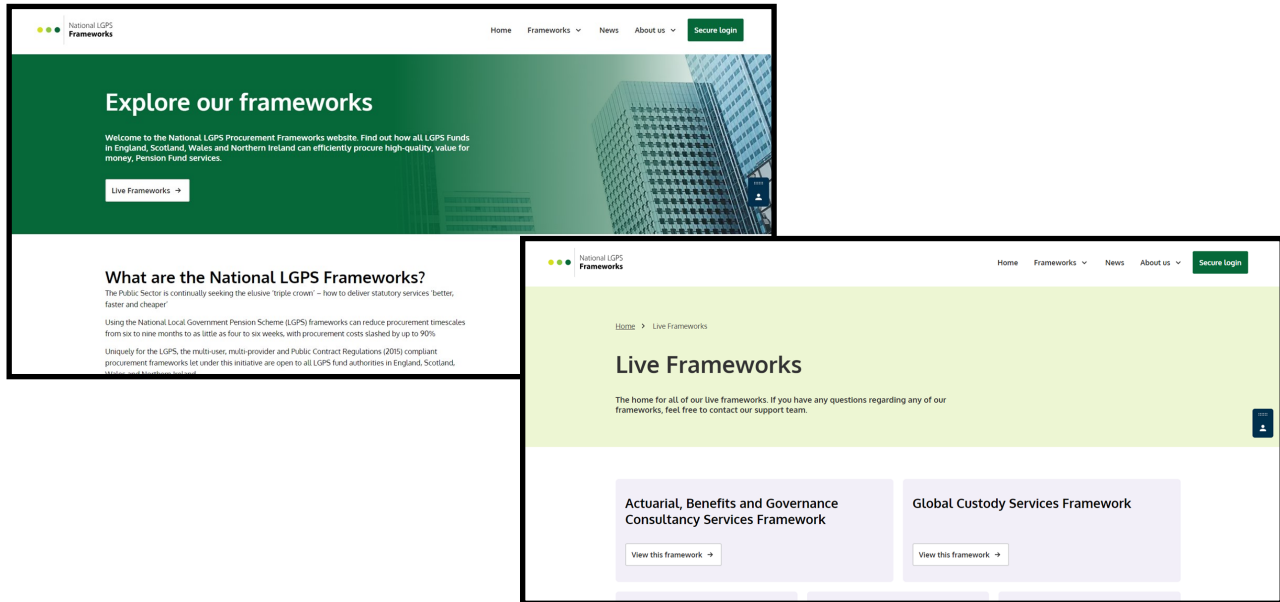 National LGPS
Frameworks
Home Frameworks News About us Secure login
Explore our frameworks
Welcome to the National LGPS Procurement Frameworks website. Find out how all LGPS Funds
in England, Scotland, Wales and Northern Ireland can efficiently procure high-quality, value for
money, Pension Fund services.
Live Frameworks →
What are the National LGPS Frameworks?
The Public Sector is continually seeking the elusive 'triple crown' – how to deliver statutory services 'better,
faster and cheaper'
Using the National Local Government Pension Scheme (LGPS) frameworks can reduce procurement timescales
from six to nine months to as little as four to six weeks, with procurement costs slashed by up to 90%
Uniquely for the LGPS, the multi-user, multi-provider and Public Contract Regulations (2015) compliant
procurement frameworks let under this initiative are open to all LGPS fund authorities in England, Scotland,
Wales and Northern Ireland
National LGPS
Frameworks
Home Frameworks News About us Secure login
Home > Live Frameworks
Live Frameworks
The home for all of our live frameworks. If you have any questions regarding any of our
frameworks, feel free to contact our support team.
Actuarial, Benefits and Governance
Consultancy Services Framework
View this framework →
Global Custody Services Framework
View this framework →